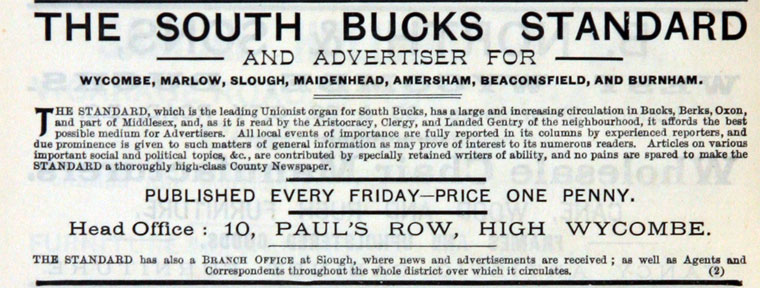 THE SOUTH BUCKS STANDARD
AND ADVERTISER FOR
WYCOMBE, MARLOW, SLOUGH, MAIDENHEAD, AMERSHAM, BEACONSFIELD, AND BURNHAM.
THE STANDARD, which is the leading Unionist organ for South Bucks, has a large and increasing circulation in Bucks, Berks, Oxon,
and part of Middlesex, and, as it is read by the Aristocracy, Clergy, and Landed Gentry of the neighbourhood, it affords the best
possible medium for Advertisers. All local events of importance are fully reported in its columns by experienced reporters, and
due prominence is given to such matters of general information as may prove of interest to its numerous readers. Articles on various
important social and political topics, &c., are contributed by specially retained writers of ability, and no pains are spared to make the
STANDARD a thoroughly high-class County Newspaper.
PUBLISHED EVERY FRIDAY—PRICE ONE PENNY.
Head Office : 10, PAUL'S ROW, HIGH WYCOMBE.
THE STANDARD has also a BRANCH OFFICE at Slough, where news and advertisements are received ; as well as Agents and
Correspondents throughout the whole district over which it circulates. (2)